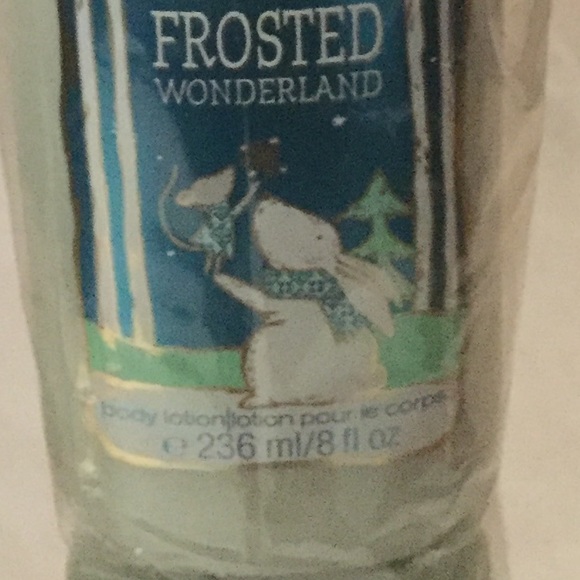 FROSTED
WONDERLAND
body lotion|lotion pour le corps
℮ 236 ml/8 fl oz